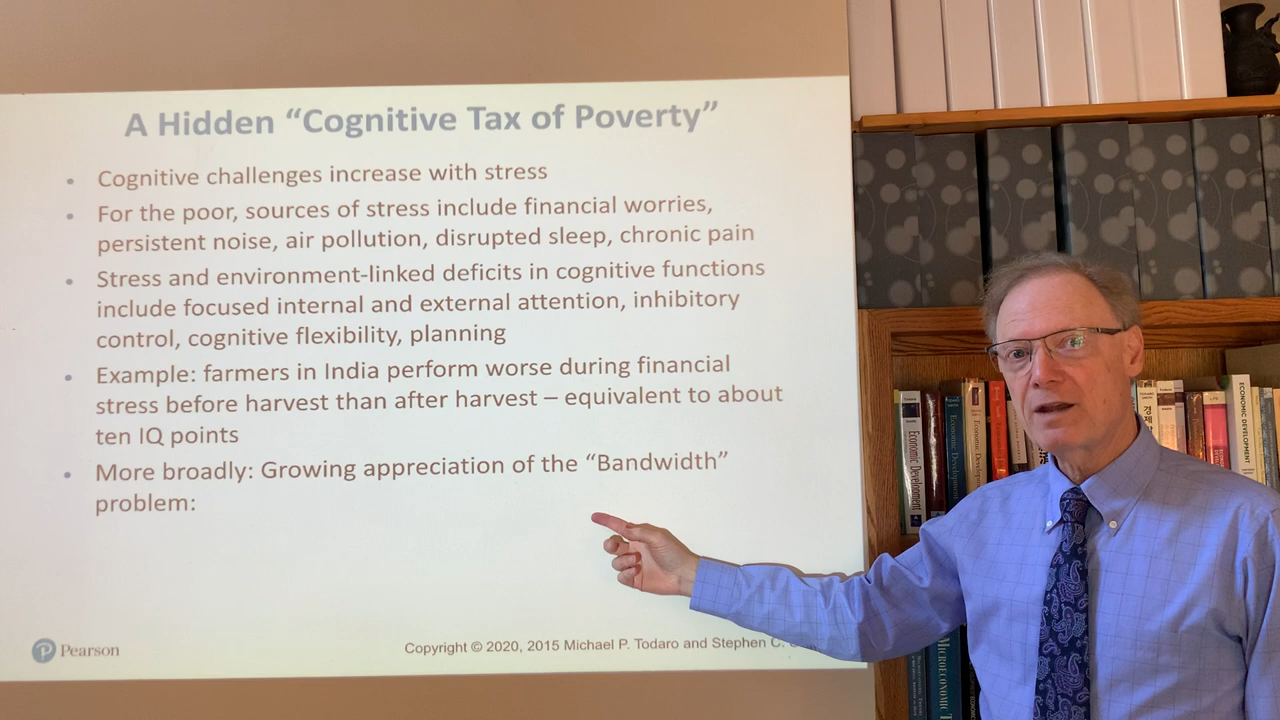 A Hidden “Cognitive Tax of Poverty”
• Cognitive challenges increase with stress
• For the poor, sources of stress include financial worries,
persistent noise, air pollution, disrupted sleep, chronic pain
• Stress and environment-linked deficits in cognitive functions
include focused internal and external attention, inhibitory
control, cognitive flexibility, planning
• Example: farmers in India perform worse during financial
stress before harvest than after harvest – equivalent to about
ten IQ points
• More broadly: Growing appreciation of the “Bandwidth”
problem:
Pearson
Copyright © 2020, 2015 Michael P. Todaro and Stephen C.
Economic Development
Economic Development
ECONOMIC DEVELOPMENT